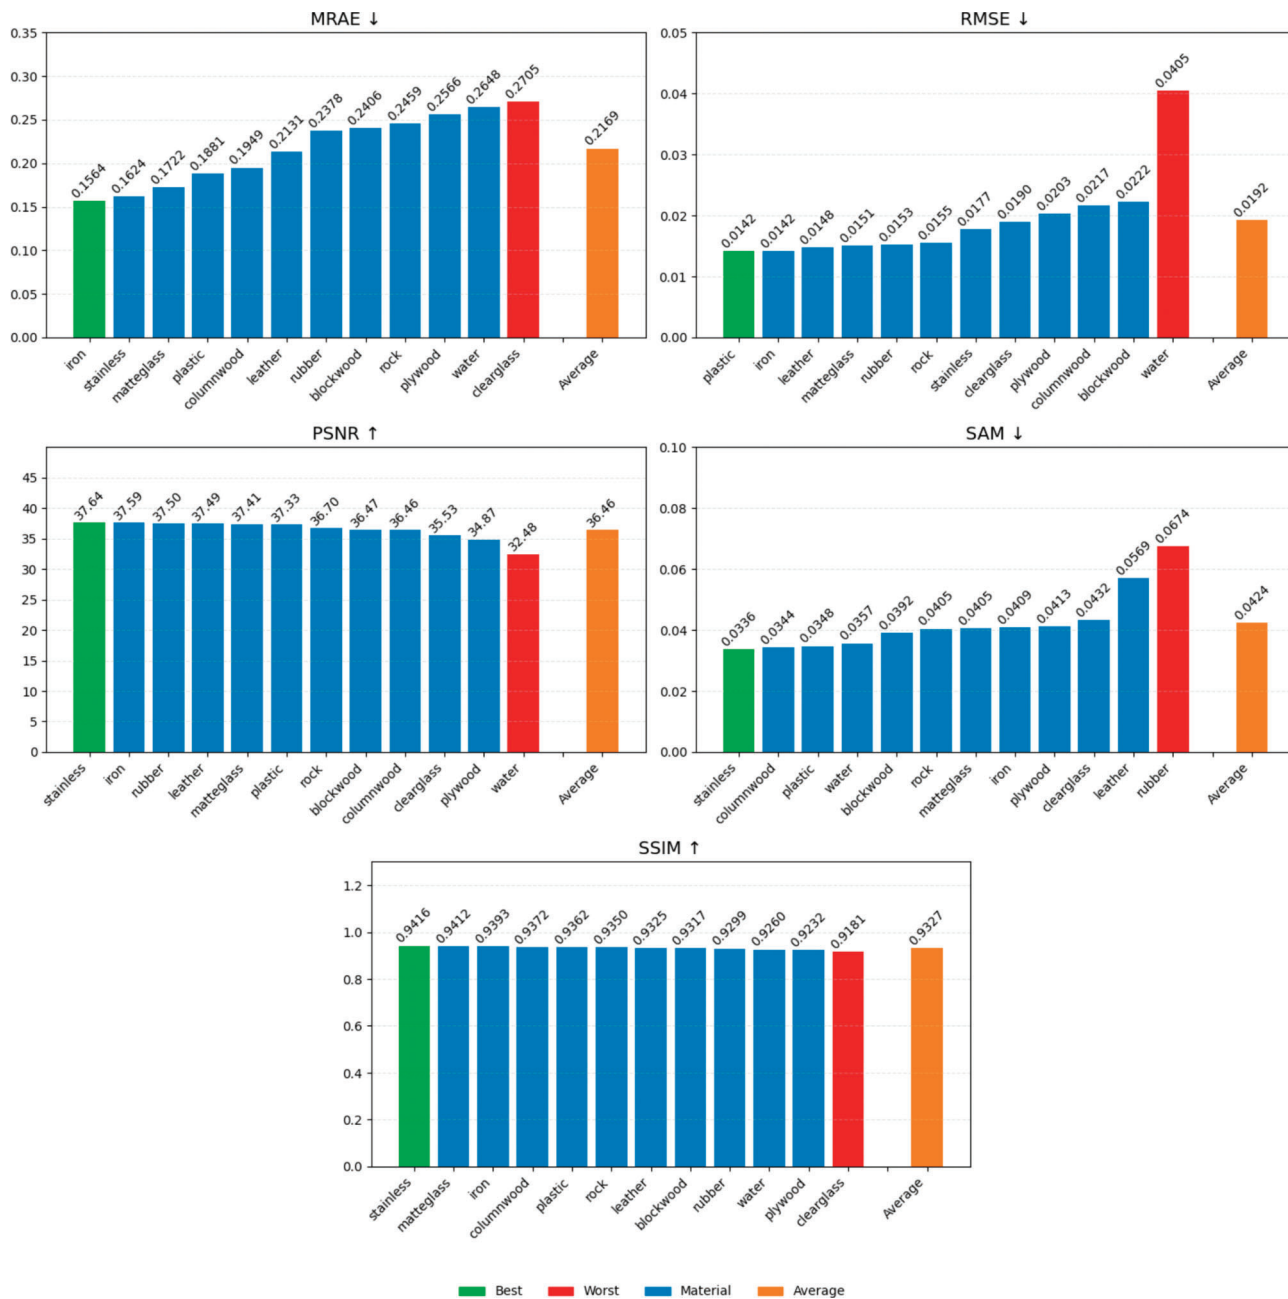 MRAE ↓
0.35
0.30
0.25
0.20
0.15
0.10
0.05
0.00
0.1564
0.1624
0.1722
0.1881
0.1949
0.2131
0.2378
0.2406
0.2459
0.2566
0.2648
0.2705
0.2169
iron
stainless
matteglass
plastic
columnwood
leather
rubber
blockwood
rock
plywood
water
clearglass
Average
RMSE ↓
0.05
0.04
0.03
0.02
0.01
0.00
0.0142
0.0142
0.0148
0.0151
0.0153
0.0155
0.0177
0.0190
0.0203
0.0217
0.0222
0.0405
0.0192
plastic
iron
leather
matteglass
rubber
rock
stainless
clearglass
plywood
columnwood
blockwood
water
Average
PSNR ↑
45
40
35
30
25
20
15
10
5
0
37.64
37.59
37.50
37.49
37.41
37.33
36.70
36.47
36.46
35.53
34.87
32.48
36.46
stainless
iron
rubber
leather
matteglass
plastic
rock
blockwood
columnwood
clearglass
plywood
water
Average
SAM ↓
0.10
0.08
0.06
0.04
0.02
0.00
0.0336
0.0344
0.0348
0.0357
0.0392
0.0405
0.0405
0.0409
0.0413
0.0432
0.0569
0.0674
0.0424
stainless
columnwood
plastic
water
blockwood
rock
matteglass
iron
plywood
clearglass
leather
rubber
Average
SSIM ↑
1.2
1.0
0.8
0.6
0.4
0.2
0.0
0.9416
0.9412
0.9393
0.9372
0.9362
0.9350
0.9325
0.9317
0.9299
0.9260
0.9232
0.9181
0.9327
stainless
matteglass
iron
columnwood
plastic
rock
leather
blockwood
rubber
water
plywood
clearglass
Average
Best Worst Material Average